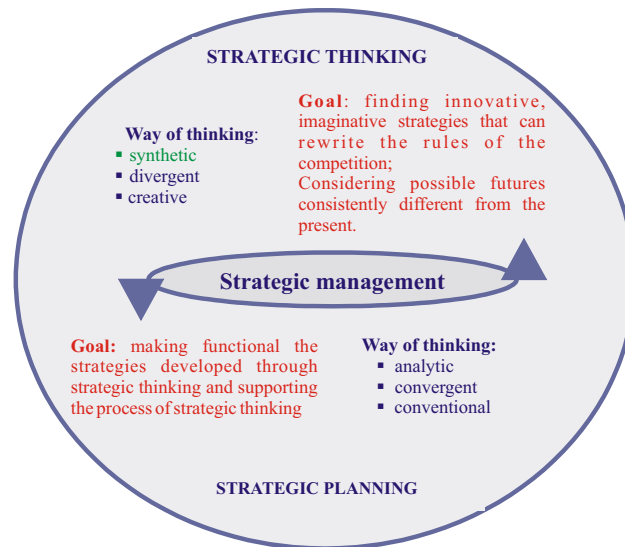 STRATEGIC THINKING
Way of thinking:
▪ synthetic
▪ divergent
▪ creative
Goal: finding innovative,
imaginative strategies that can
rewrite the rules of the
competition;
Considering possible futures
consistently different from the
present.
Strategic management
Goal: making functional the
strategies developed through
strategic thinking and supporting
the process of strategic thinking
Way of thinking:
▪ analytic
▪ convergent
▪ conventional
STRATEGIC PLANNING